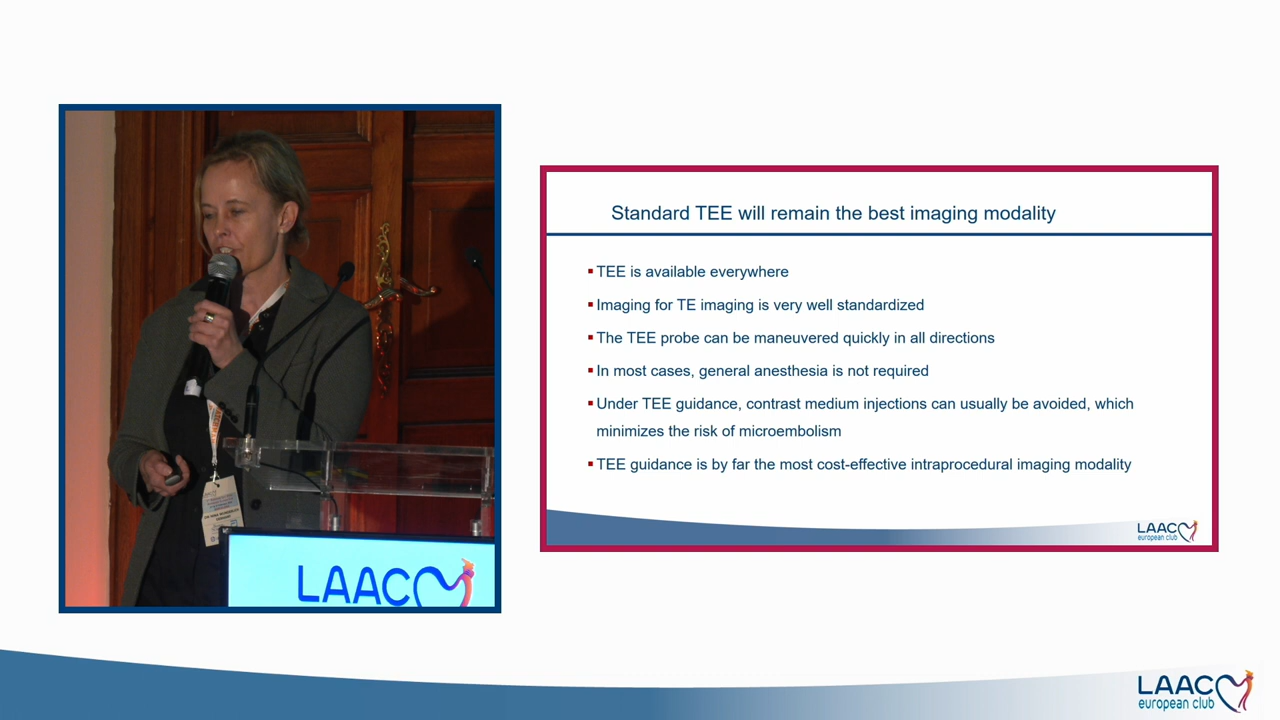 Standard TEE will remain the best imaging modality
TEE is available everywhere
Imaging for TE imaging is very well standardized
The TEE probe can be maneuvered quickly in all directions
In most cases, general anesthesia is not required
Under TEE guidance, contrast medium injections can usually be avoided, which
minimizes the risk of microembolism
TEE guidance is by far the most cost-effective intraprocedural imaging modality
LAAC
european club
LAAC
LAAC
european club